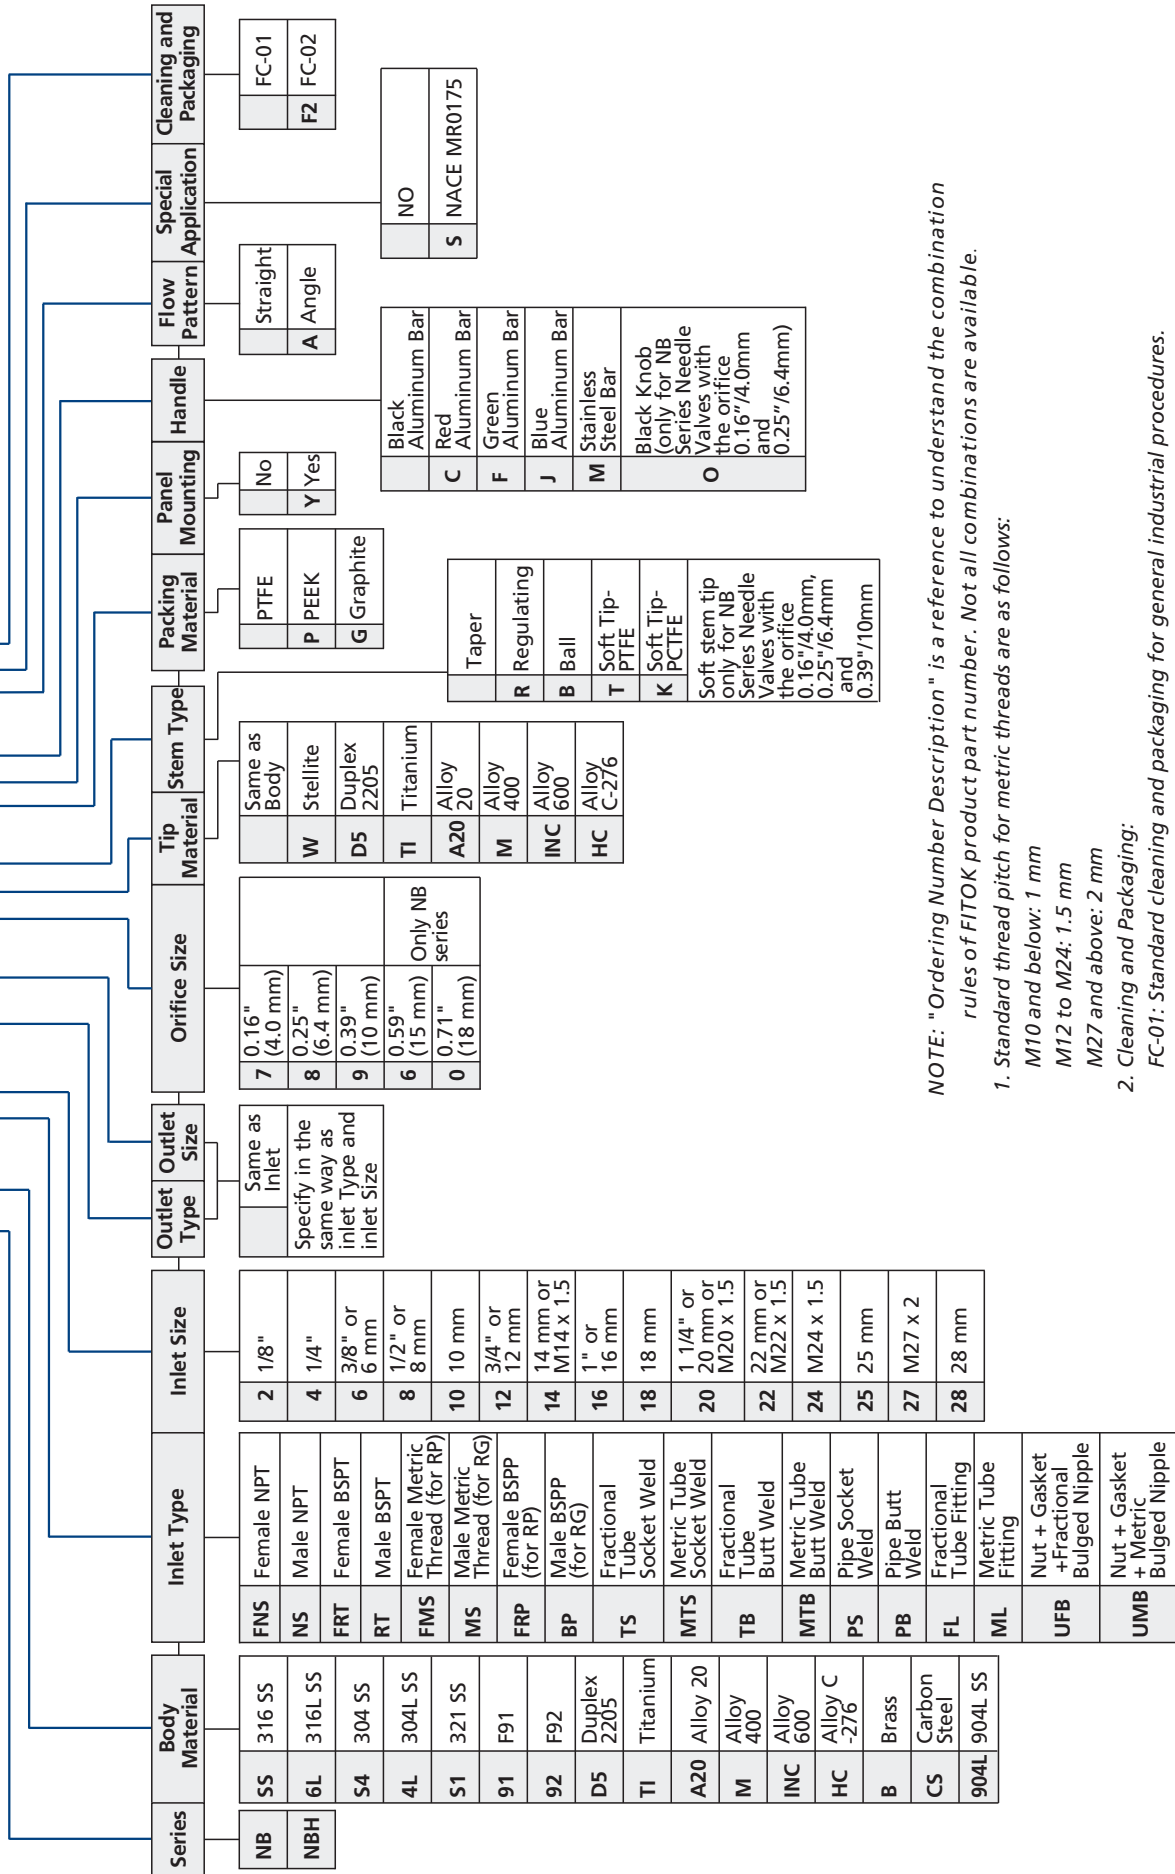 Series
NB
NBH
Body
Material
SS 316 SS
6L 316L SS
S4 304 SS
4L 304L SS
S1 321 SS
91 F91
92 F92
D5 Duplex
2205
TI Titanium
A20 Alloy 20
M Alloy
400
INC Alloy
600
HC Alloy C
-276
B Brass
CS Carbon
Steel
904L 904L SS
Inlet Type
FNS Female NPT
NS Male NPT
FRT Female BSPT
RT Male BSPT
FMS Female Metric
Thread (for RP)
MS Male Metric
Thread (for RG)
FRP Female BSPP
(for RP)
BP Male BSPP
(for RG)
TS Fractional
Tube
Socket Weld
MTS Metric Tube
Socket Weld
TB Fractional
Tube
Butt Weld
MTB Metric Tube
Butt Weld
PS Pipe Socket
Weld
PB Pipe Butt
Weld
FL Fractional
Tube Fitting
ML Metric Tube
Fitting
UFB Nut + Gasket
+Fractional
Bulged Nipple
UMB Nut + Gasket
+ Metric
Bulged Nipple
Inlet Size
2 1/8"
4 1/4"
6 3/8" or
6 mm
8 1/2" or
8 mm
10 10 mm
12 3/4" or
12 mm
14 14 mm or
M14 x 1.5
16 1" or
16 mm
18 18 mm
20 1 1/4" or
20 mm or
M20 x 1.5
22 22 mm or
M22 x 1.5
24 M24 x 1.5
25 25 mm
27 M27 x 2
28 28 mm
Outlet
Type
Outlet
Size
Same as
Inlet
Specify in the
same way as
inlet Type and
inlet Size
Orifice Size
7 0.16"
(4.0 mm)
8 0.25"
(6.4 mm)
9 0.39"
(10 mm)
6 0.59"
(15 mm)
0 0.71"
(18 mm)
Only NB
series
Tip
Material
Same as
Body
W Stellite
D5 Duplex
2205
TI Titanium
A20 Alloy
20
M Alloy
400
INC Alloy
600
HC Alloy
C-276
Stem Type
Taper
R Regulating
B Ball
T Soft Tip-
PTFE
K Soft Tip-
PCTFE
Soft stem tip
only for NB
Series Needle
Valves with
the orifice
0.16"/4.0mm,
0.25"/6.4mm
and
0.39"/10mm
Packing
Material
PTFE
P PEEK
G Graphite
Panel
Mounting
No
Y Yes
Handle
Black
Aluminum Bar
C Red
Aluminum Bar
F Green
Aluminum Bar
J Blue
Aluminum Bar
M Stainless
Steel Bar
O Black Knob
(only for NB
Series Needle
Valves with
the orifice
0.16"/4.0mm
and
0.25"/6.4mm)
Flow
Pattern
Straight
A Angle
Special
Application
NO
S NACE MR0175
Cleaning and
Packaging
FC-01
F2 FC-02
NOTE: "Ordering Number Description" is a reference to understand the combination
rules of FITOK product part number. Not all combinations are available.
1. Standard thread pitch for metric threads are as follows:
M10 and below: 1 mm
M12 to M24: 1.5 mm
M27 and above: 2 mm
2. Cleaning and Packaging:
FC-01: Standard cleaning and packaging for general industrial procedures.